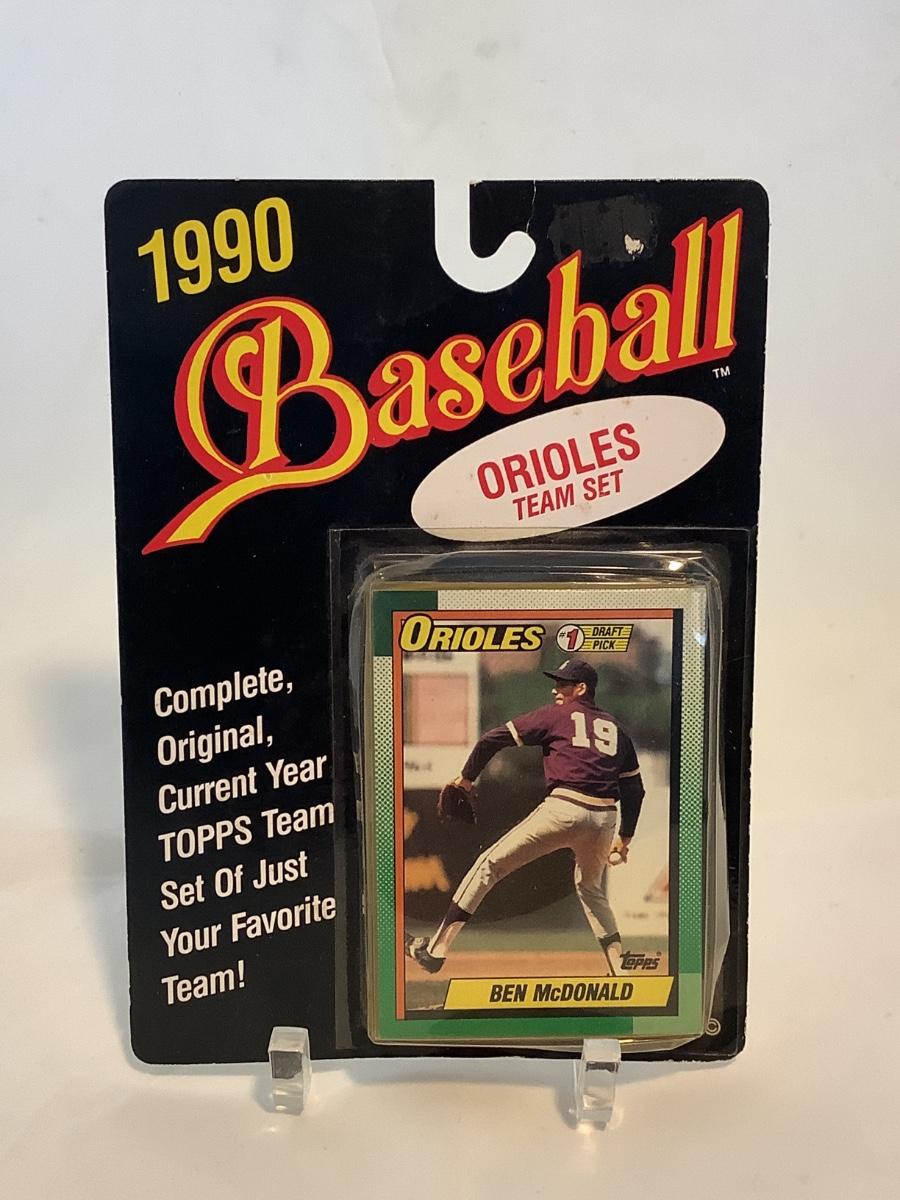 1990
Baseball
TM
ORIOLES
TEAM SET
Complete,
Original,
Current Year
TOPPS Team
Set Of Just
Your Favorite
Team!
ORIOLES #1 DRAFT
PICK
19
topps®
BEN McDONALD
©